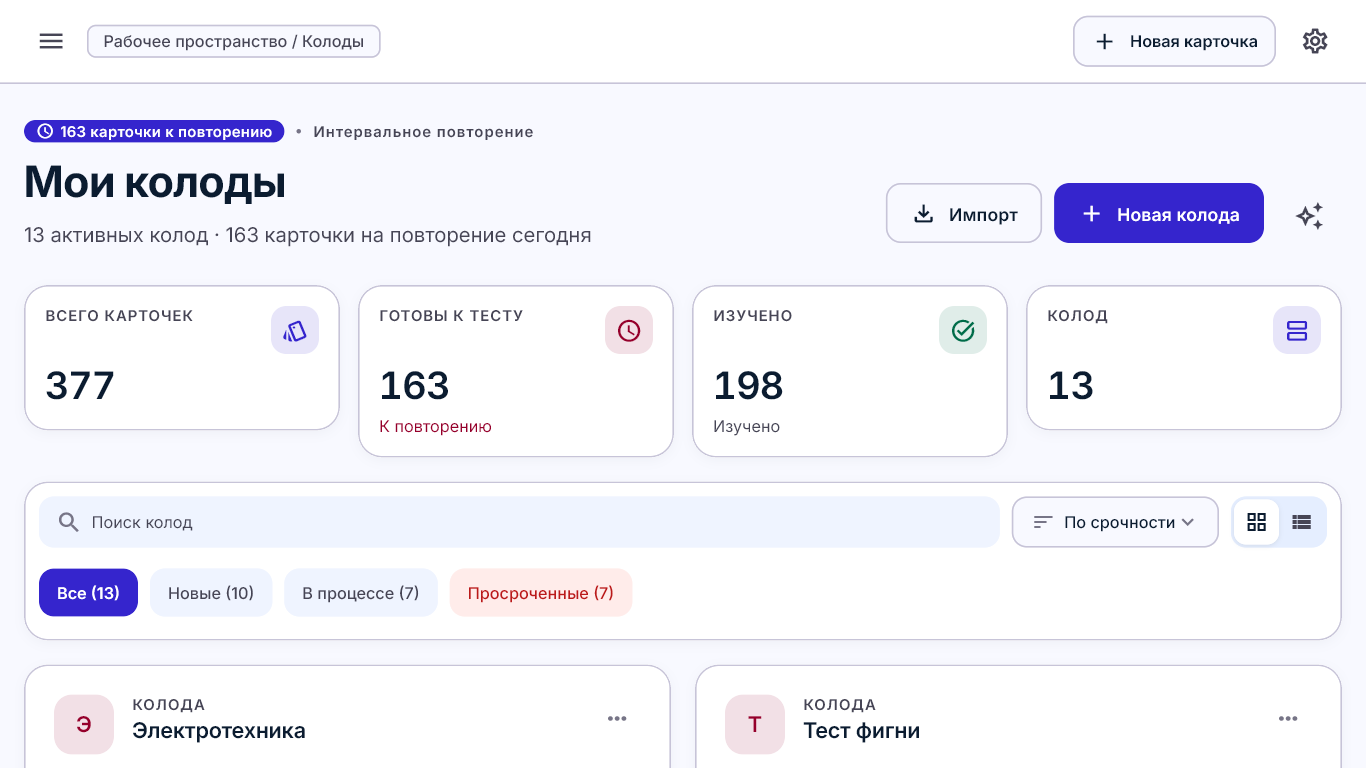 Рабочее пространство / Колоды
Новая карточка
163 карточки к повторению • Интервальное повторение
Мои колоды
13 активных колод · 163 карточки на повторение сегодня
Импорт
Новая колода
ВСЕГО КАРТОЧЕК
377
ГОТОВЫ К ТЕСТУ
163
К повторению
ИЗУЧЕНО
198
Изучено
КОЛОД
13
Поиск колод
По срочности
Все (13)
Новые (10)
В процессе (7)
Просроченные (7)
Э
КОЛОДА
Электротехника
Т
КОЛОДА
Тест фигни